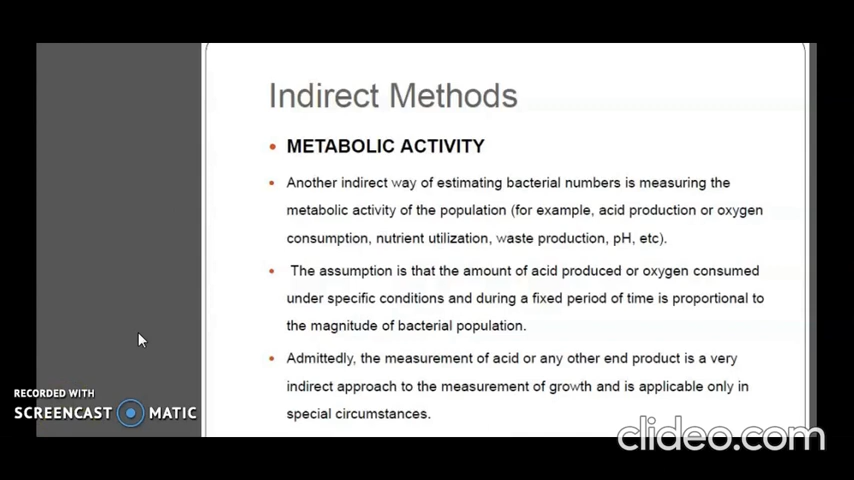 Indirect Methods
• METABOLIC ACTIVITY
• Another indirect way of estimating bacterial numbers is measuring the
metabolic activity of the population (for example, acid production or oxygen
consumption, nutrient utilization, waste production, pH, etc).
• The assumption is that the amount of acid produced or oxygen consumed
under specific conditions and during a fixed period of time is proportional to
the magnitude of bacterial population.
• Admittedly, the measurement of acid or any other end product is a very
indirect approach to the measurement of growth and is applicable only in
special circumstances.
RECORDED WITH
SCREENCAST MATIC
clideo.com